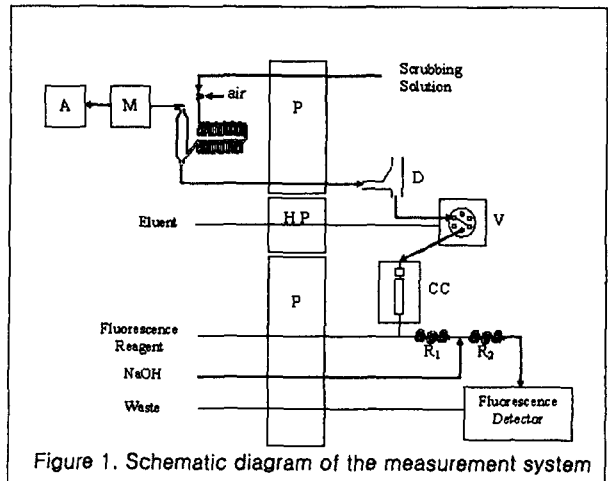 Scrubbing
Solution
A
M
air
P
D
Eluent
H.P
V
P
CC
Fluorescence
Reagent
R1
R2
NaOH
Waste
Fluorescence
Detector
Figure 1. Schematic diagram of the measurement system